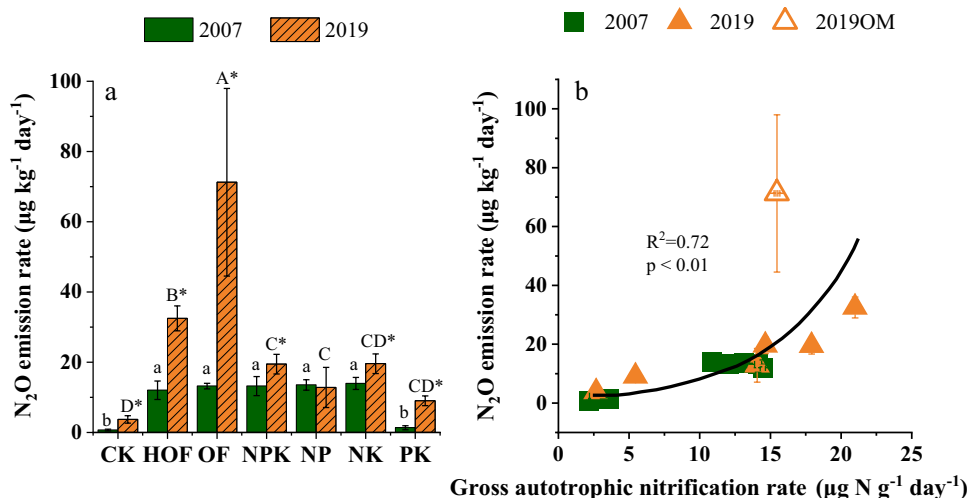 2007 2019
a
N₂O emission rate (µg kg⁻¹ day⁻¹)
100
80
60
40
20
0
b D* a B* a A* a C* a C a CD* b CD*
CK HOF OF NPK NP NK PK
2007 2019 2019OM
b
N₂O emission rate (µg kg⁻¹ day⁻¹)
100
80
60
40
20
0
R²=0.72
p < 0.01
0 5 10 15 20 25
Gross autotrophic nitrification rate (µg N g⁻¹ day⁻¹)